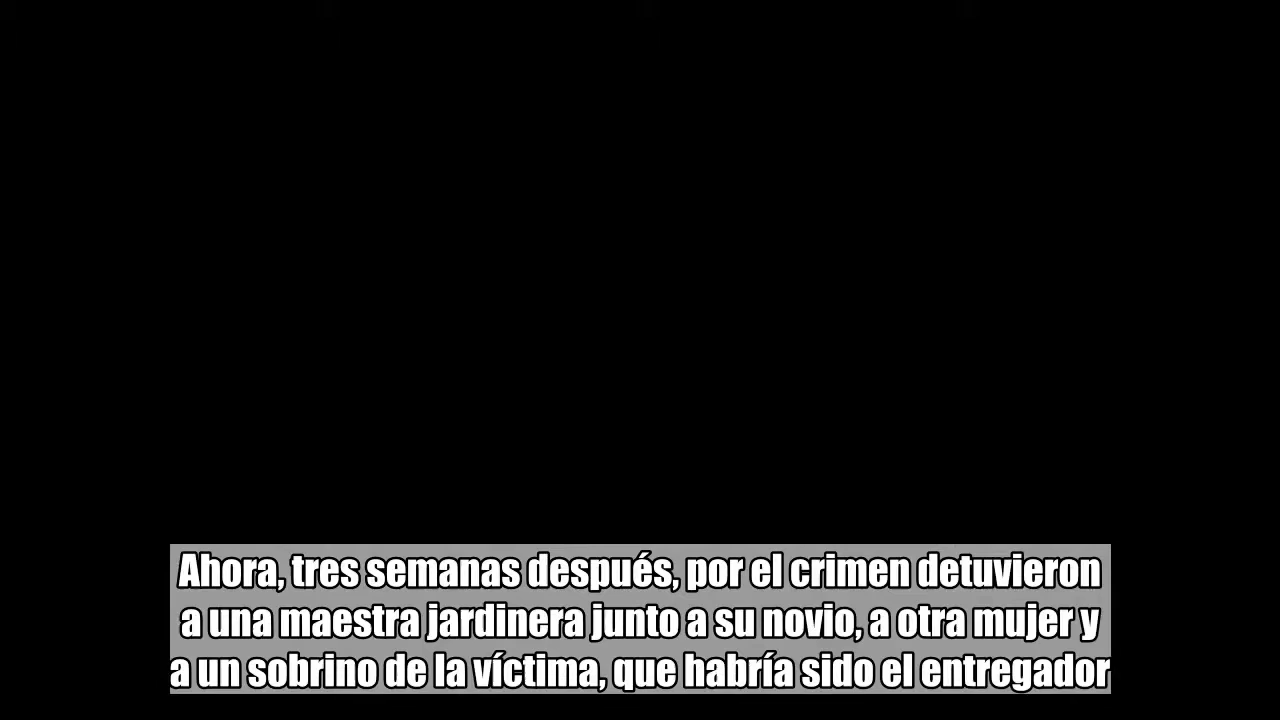 Ahora, tres semanas después, por el crimen detuvieron
a una maestra jardinera junto a su novio, a otra mujer y
a un sobrino de la víctima, que habría sido el entregador